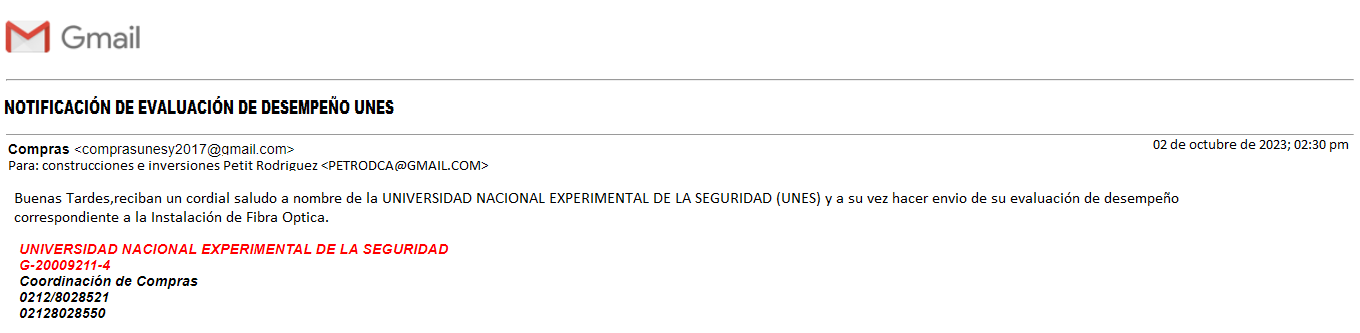 Gmail
NOTIFICACIÓN DE EVALUACIÓN DE DESEMPEÑO UNES
Compras <comprasunesy2017@gmail.com>
02 de octubre de 2023; 02:30 pm
Para: construcciones e inversiones Petit Rodriguez <PETRODCA@GMAIL.COM>
Buenas Tardes,reciban un cordial saludo a nombre de la UNIVERSIDAD NACIONAL EXPERIMENTAL DE LA SEGURIDAD (UNES) y a su vez hacer envio de su evaluación de desempeño
correspondiente a la Instalación de Fibra Optica.
UNIVERSIDAD NACIONAL EXPERIMENTAL DE LA SEGURIDAD
G-20009211-4
Coordinación de Compras
0212/8028521
02128028550